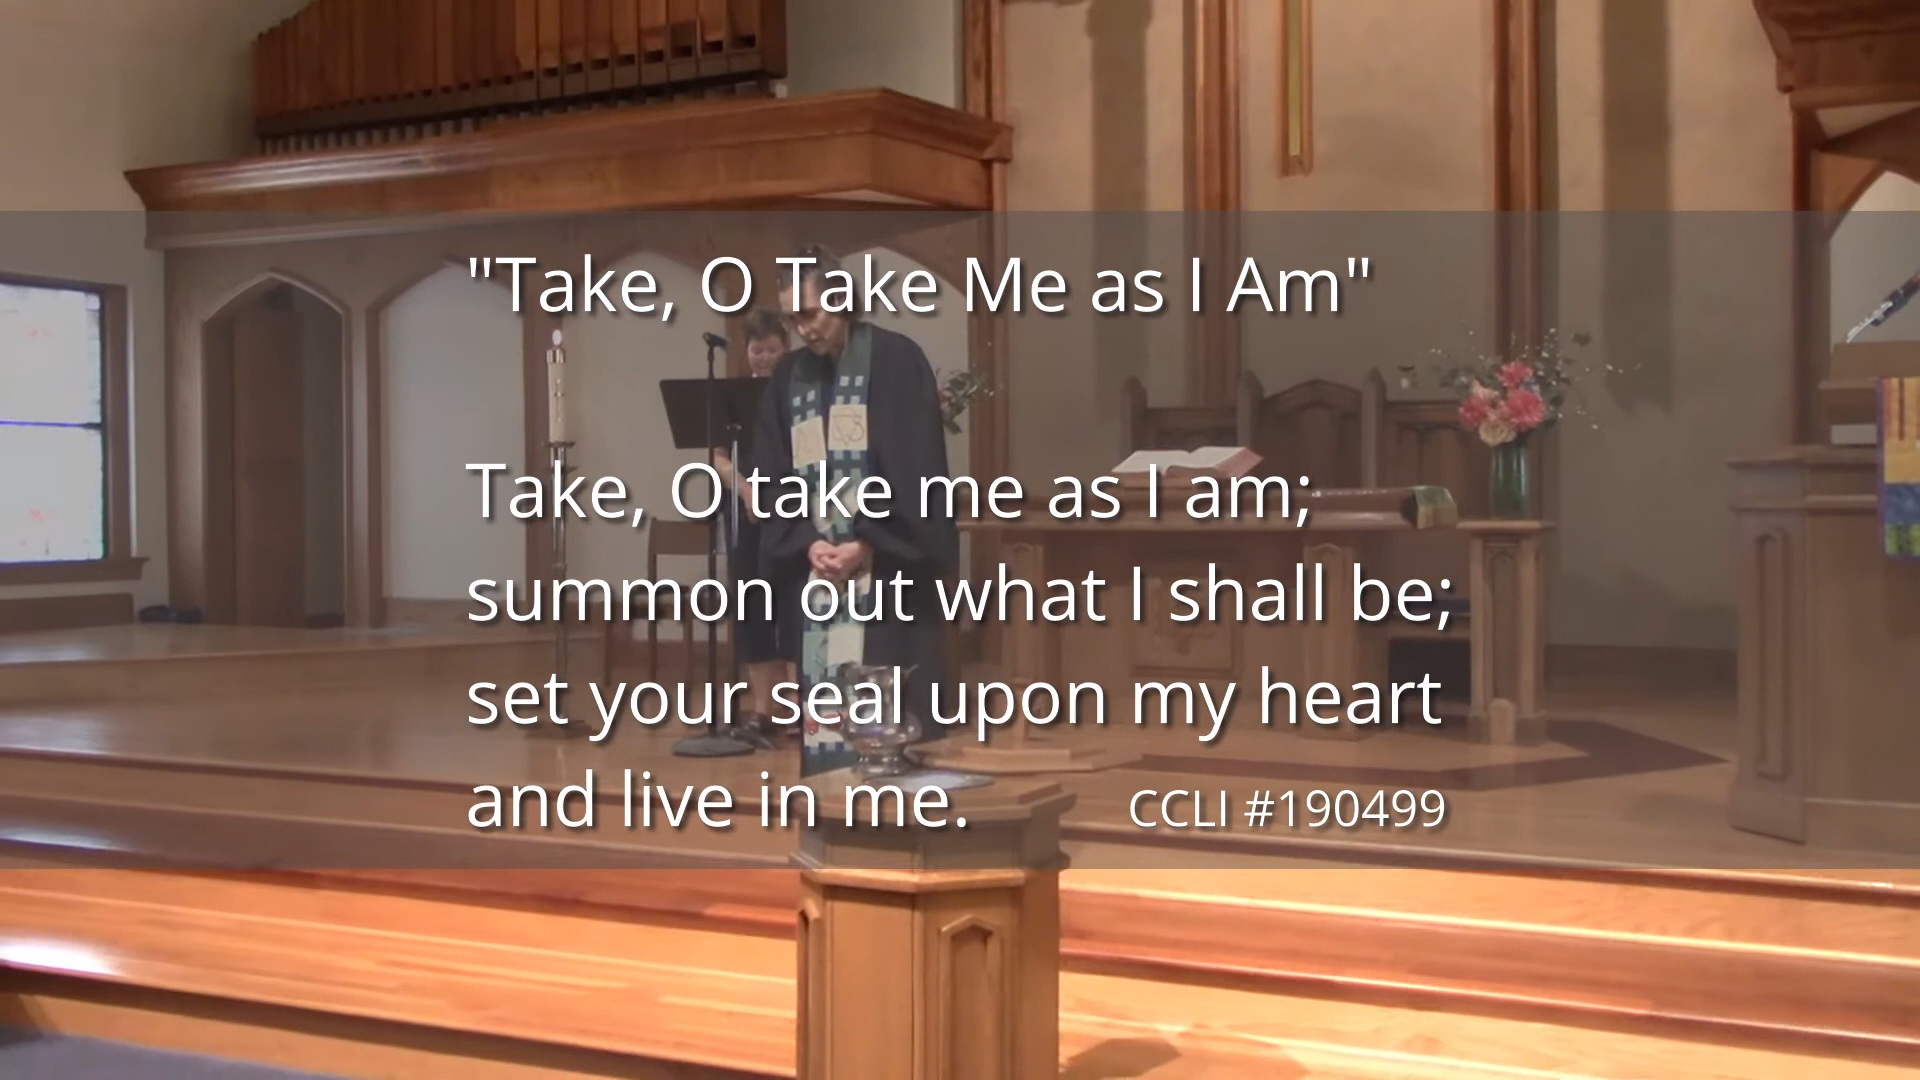 "Take, O Take Me as I Am"
Take, O take me as I am;
summon out what I shall be;
set your seal upon my heart
and live in me. CCLI #190499